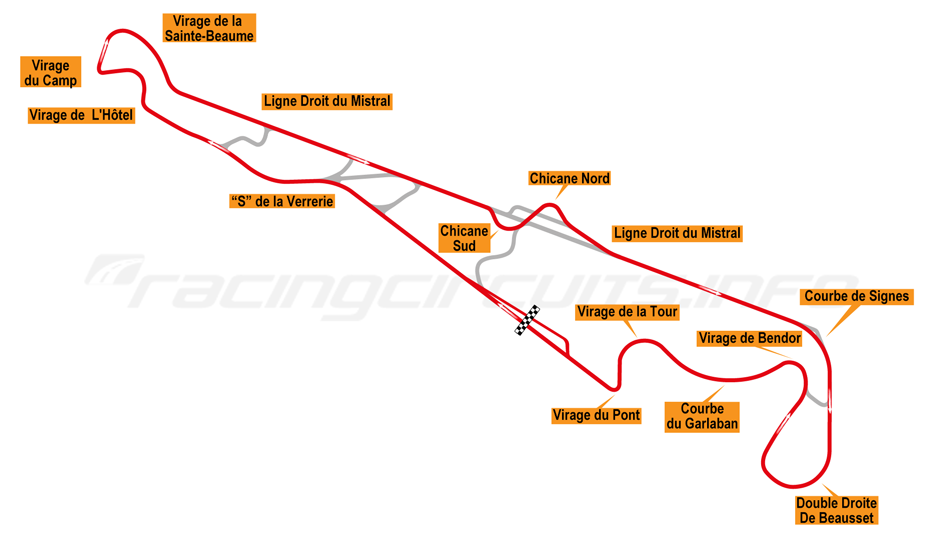 Virage de la
Sainte-Beaume
Virage
du Camp
Ligne Droit du Mistral
Virage de L'Hôtel
Chicane Nord
“S” de la Verrerie
Chicane
Sud
Ligne Droit du Mistral
racingcircuits.info
Courbe de Signes
Virage de la Tour
Virage de Bendor
Virage du Pont
Courbe
du Garlaban
Double Droite
De Beausset